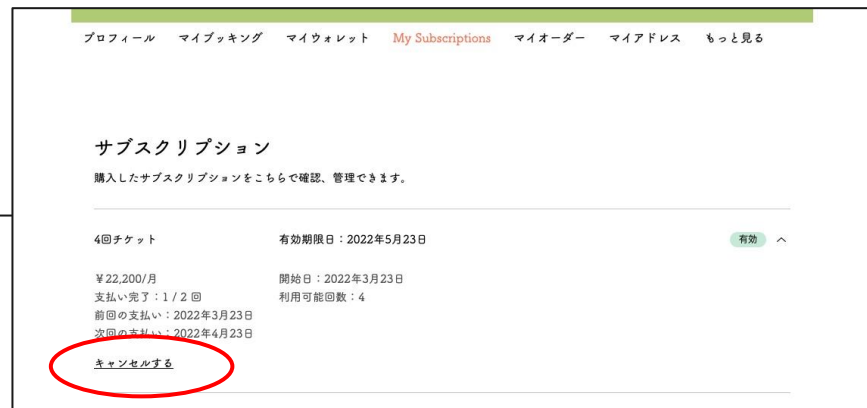 プロフィール マイブッキング マイウォレット My Subscriptions マイオーダー マイアドレス もっと見る
サブスクリプション
購入したサブスクリプションをこちらで確認、管理できます。
4回チケット 有効期限日：2022年5月23日 有効
¥22,200/月 開始日：2022年3月23日
支払い完了：1 / 2 回 利用可能回数：4
前回の支払い：2022年3月23日
次回の支払い：2022年4月23日
キャンセルする